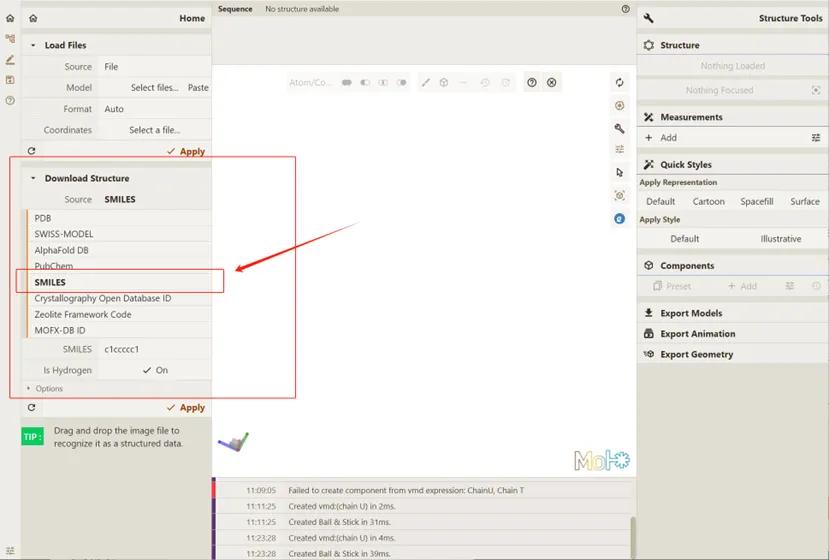 Home
Load Files
Source File
Model Select files... Paste
Format Auto
Coordinates Select a file...
Apply
Download Structure
Source SMILES
PDB
SWISS-MODEL
AlphaFold DB
PubChem
SMILES
Crystallography Open Database ID
Zeolite Framework Code
MOFX-DB ID
SMILES c1ccccc1
Is Hydrogen On
Options
Apply
TIP : Drag and drop the image file to
recognize it as a structured data.
Sequence No structure available
Atom/Co...
Mol
11:09:05 Failed to create component from vmd expression: ChainU, Chain T
11:11:25 Created vmd:(chain U) in 2ms.
11:11:25 Created Ball & Stick in 31ms.
11:23:28 Created vmd:(chain U) in 4ms.
11:23:28 Created Ball & Stick in 39ms.
Structure Tools
Structure
Nothing Loaded
Nothing Focused
Measurements
+ Add
Quick Styles
Apply Representation
Default Cartoon Spacefill Surface
Apply Style
Default Illustrative
Components
Preset + Add
Export Models
Export Animation
Export Geometry